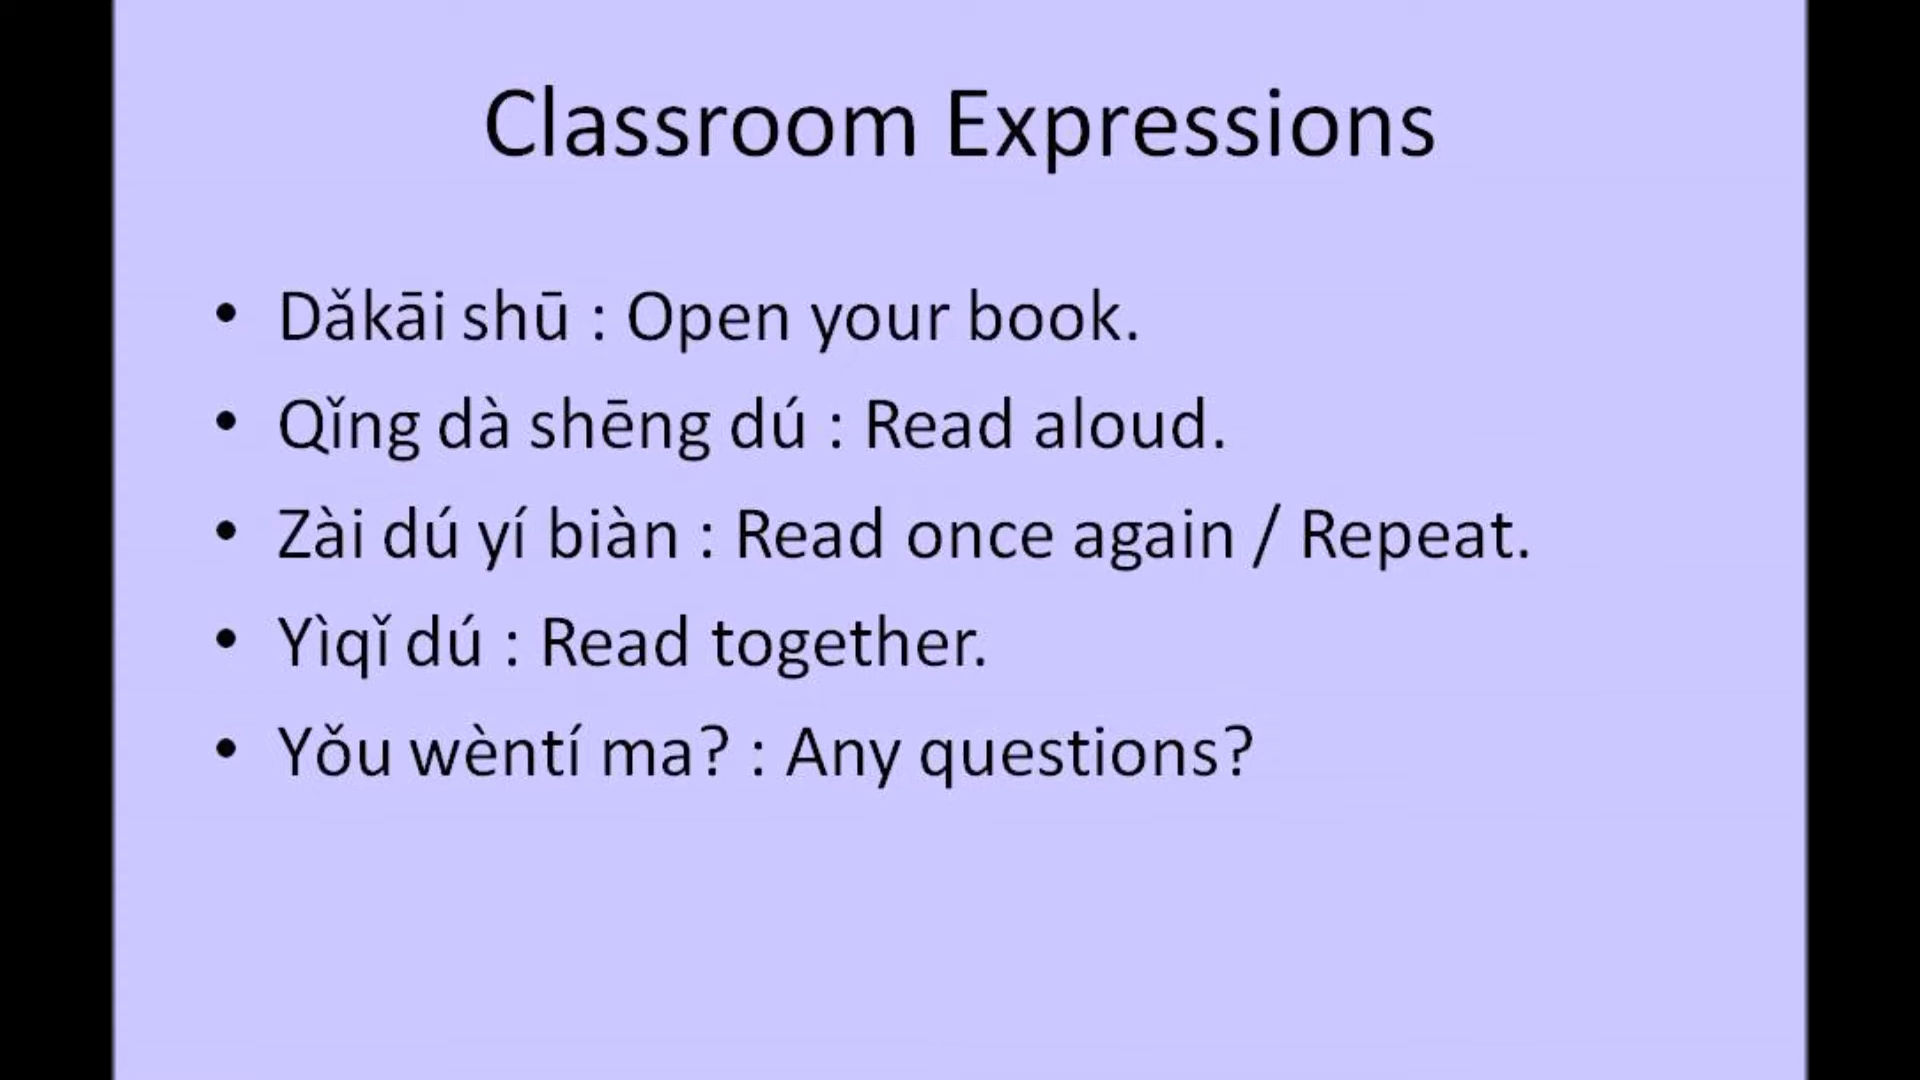 Classroom Expressions
• Dǎkāi shū : Open your book.
• Qǐng dà shēng dú : Read aloud.
• Zài dú yí biàn : Read once again / Repeat.
• Yìqǐ dú : Read together.
• Yǒu wèntí ma? : Any questions?